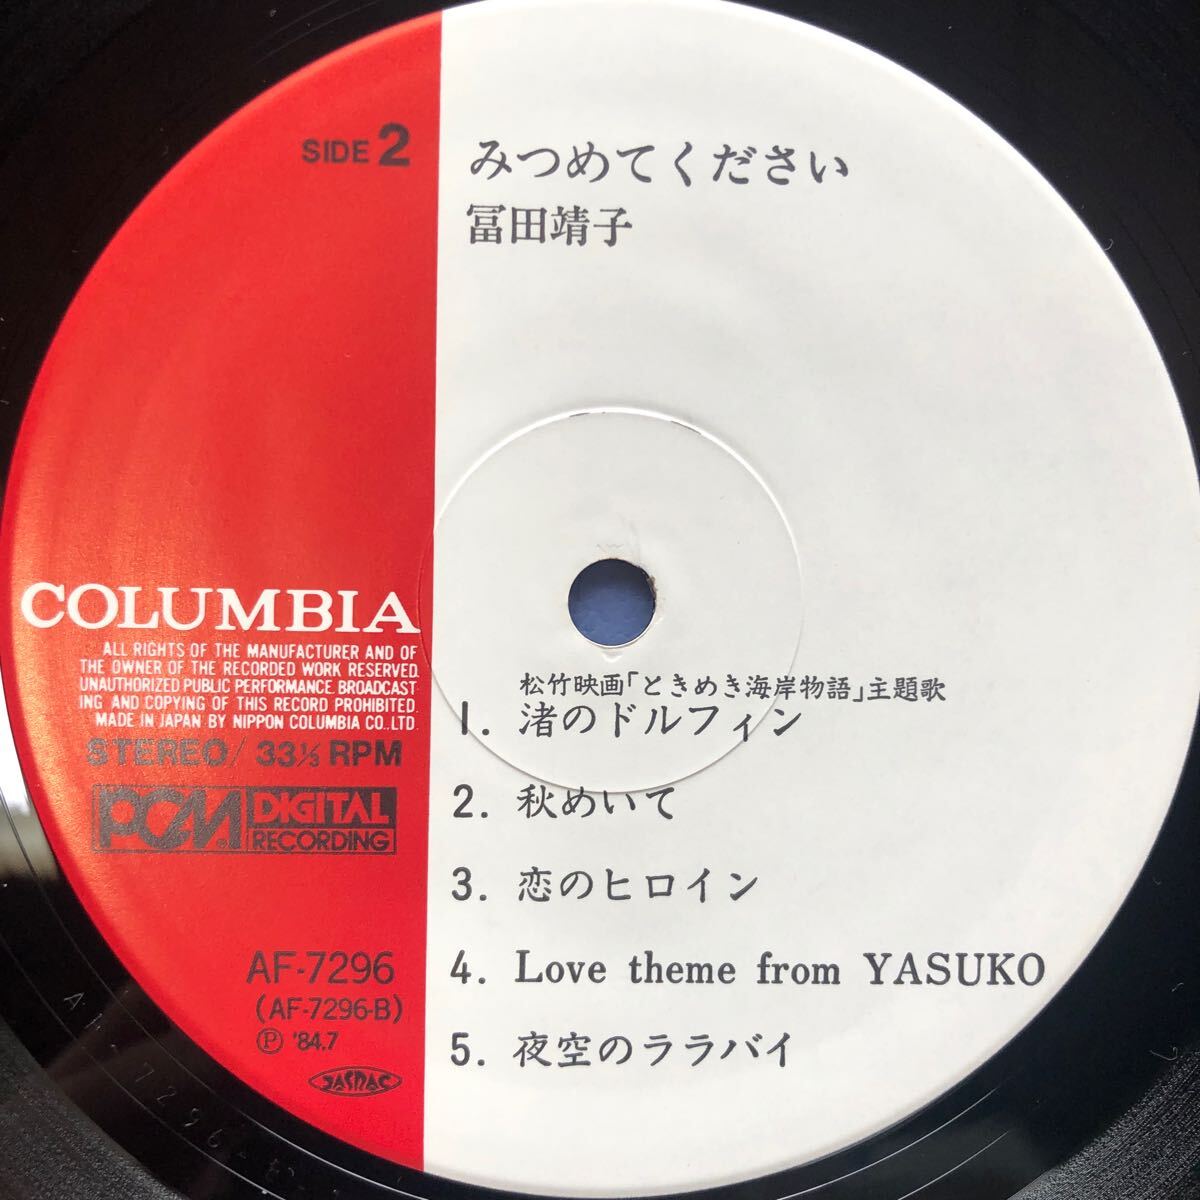 SIDE 2
みつめてください
冨田靖子
COLUMBIA
ALL RIGHTS OF THE MANUFACTURER AND OF
THE OWNER OF THE RECORDED WORK RESERVED.
UNAUTHORIZED PUBLIC PERFORMANCE. BROADCAST-
ING AND COPYING OF THIS RECORD PROHIBITED.
MADE IN JAPAN BY NIPPON COLUMBIA CO., LTD.
STEREO/ 33⅓ RPM
PCM. DIGITAL
RECORDING
AF-7296
(AF-7296-B)
Ⓟ '84.7
JASRAC
松竹映画「ときめき海岸物語」主題歌
1. 渚のドルフィン
2. 秋めいて
3. 恋のヒロイン
4. Love theme from YASUKO
5. 夜空のララバイ